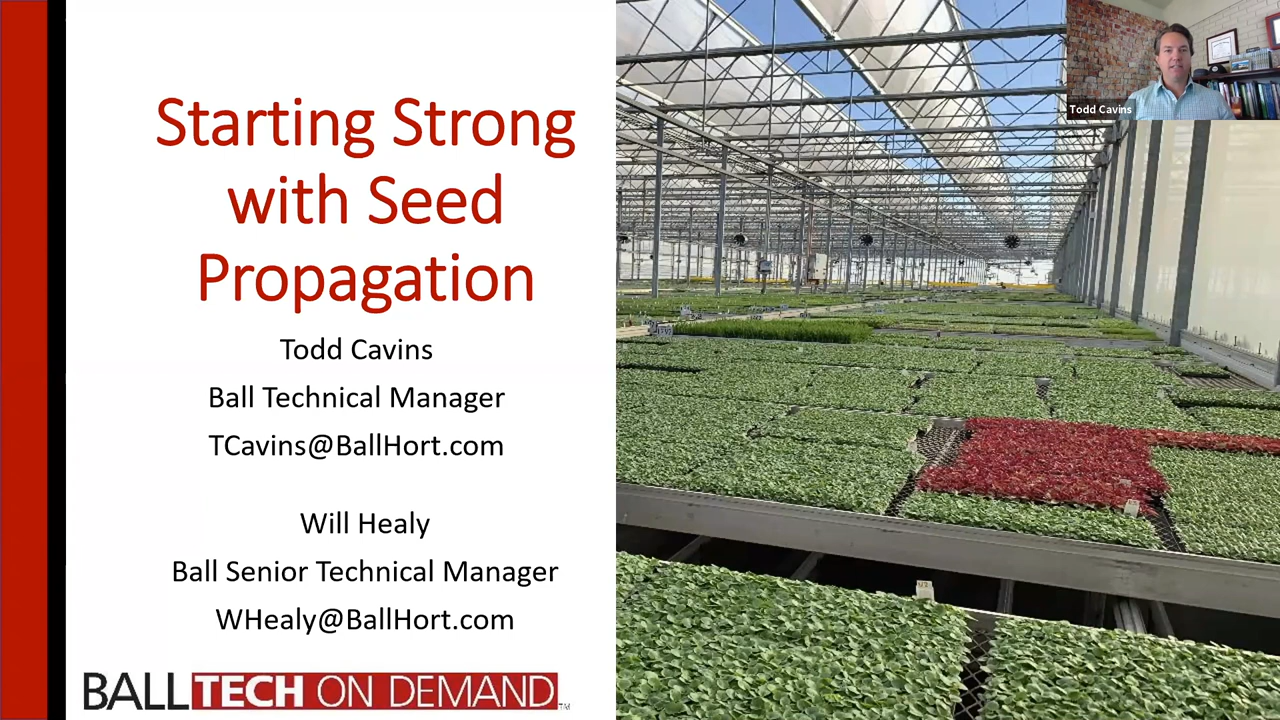 Starting Strong
with Seed
Propagation
Todd Cavins
Ball Technical Manager
TCavins@BallHort.com
Will Healy
Ball Senior Technical Manager
WHealy@BallHort.com
BALLTECH ON DEMAND™
Todd Cavins